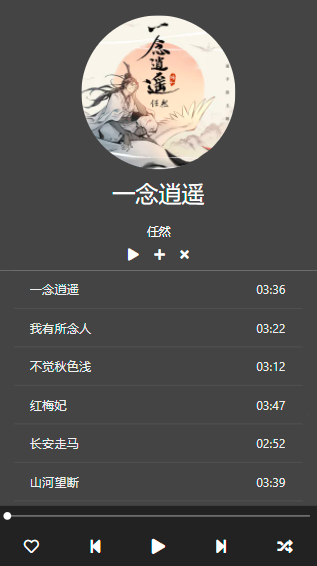 一念逍遥
任然
一念逍遥
任然
一念逍遥 03:36
我有所念人 03:22
不觉秋色浅 03:12
红梅妃 03:47
长安走马 02:52
山河望断 03:39